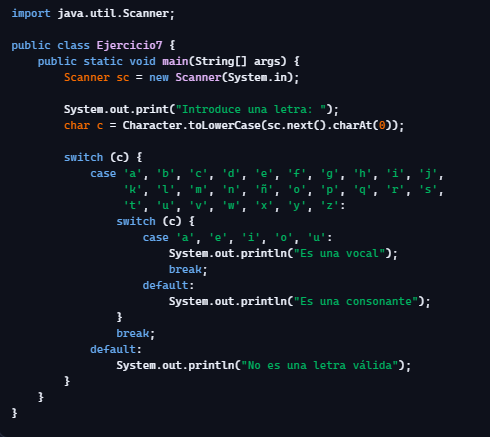 import java.util.Scanner;
public class Ejercicio7 {
    public static void main(String[] args) {
        Scanner sc = new Scanner(System.in);
        System.out.print("Introduce una letra: ");
        char c = Character.toLowerCase(sc.next().charAt(0));
        switch (c) {
            case 'a', 'b', 'c', 'd', 'e', 'f', 'g', 'h', 'i', 'j',
                 'k', 'l', 'm', 'n', 'ñ', 'o', 'p', 'q', 'r', 's',
                 't', 'u', 'v', 'w', 'x', 'y', 'z':
                switch (c) {
                    case 'a', 'e', 'i', 'o', 'u':
                        System.out.println("Es una vocal");
                        break;
                    default:
                        System.out.println("Es una consonante");
                }
                break;
            default:
                System.out.println("No es una letra válida");
        }
    }
}